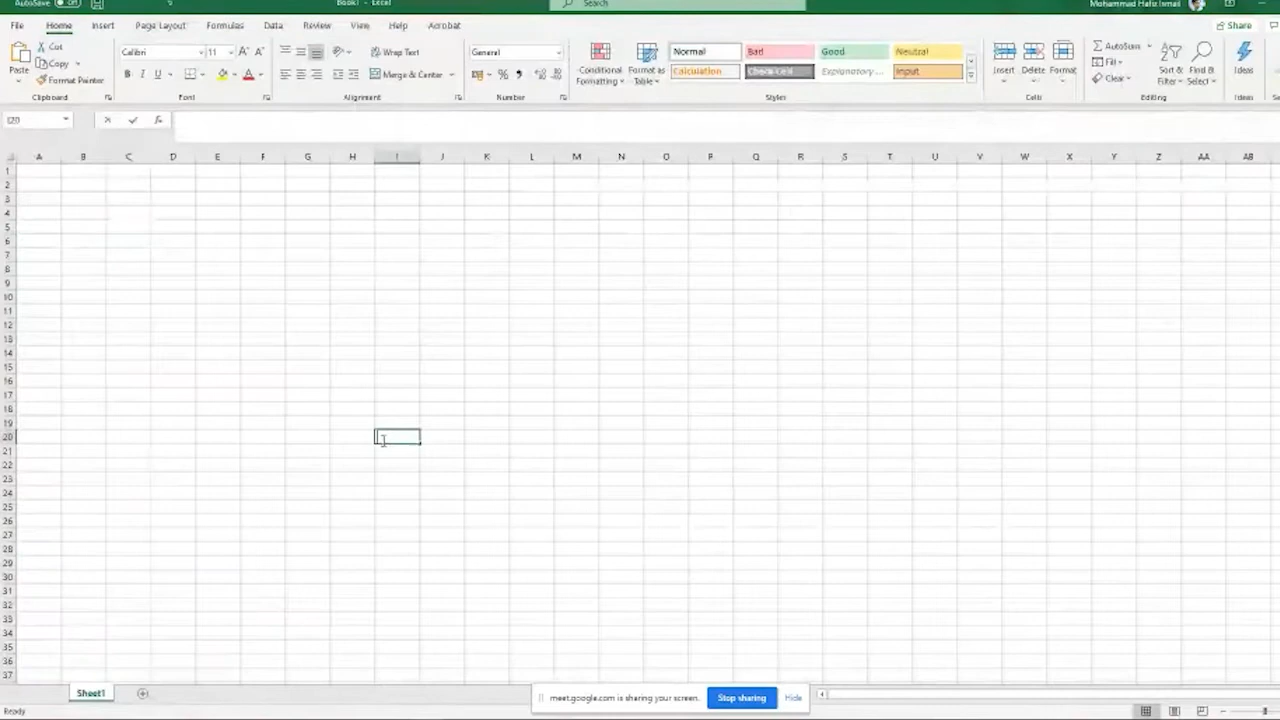 AutoSave Off Book1 - Excel Search Mohammad Hafiz Ismail
File Home Insert Page Layout Formulas Data Review View Help Acrobat Share
Paste Cut Copy Format Painter
Calibri 11
B I U
Wrap Text
Merge & Center
General
% 9
Conditional Formatting
Format as Table
Normal Bad Good Neutral
Calculation Check Cell Explanatory ... Input
Insert Delete Format
AutoSum
Fill
Clear
Sort & Filter
Find & Select
Ideas
Clipboard Font Alignment Number Styles Cells Editing Ideas
I20 fx
A B C D E F G H I J K L M N O P Q R S T U V W X Y Z AA AB
1
2
3
4
5
6
7
8
9
10
11
12
13
14
15
16
17
18
19
20
21
22
23
24
25
26
27
28
29
30
31
32
33
34
35
36
37
Sheet1
meet.google.com is sharing your screen. Stop sharing Hide
Ready